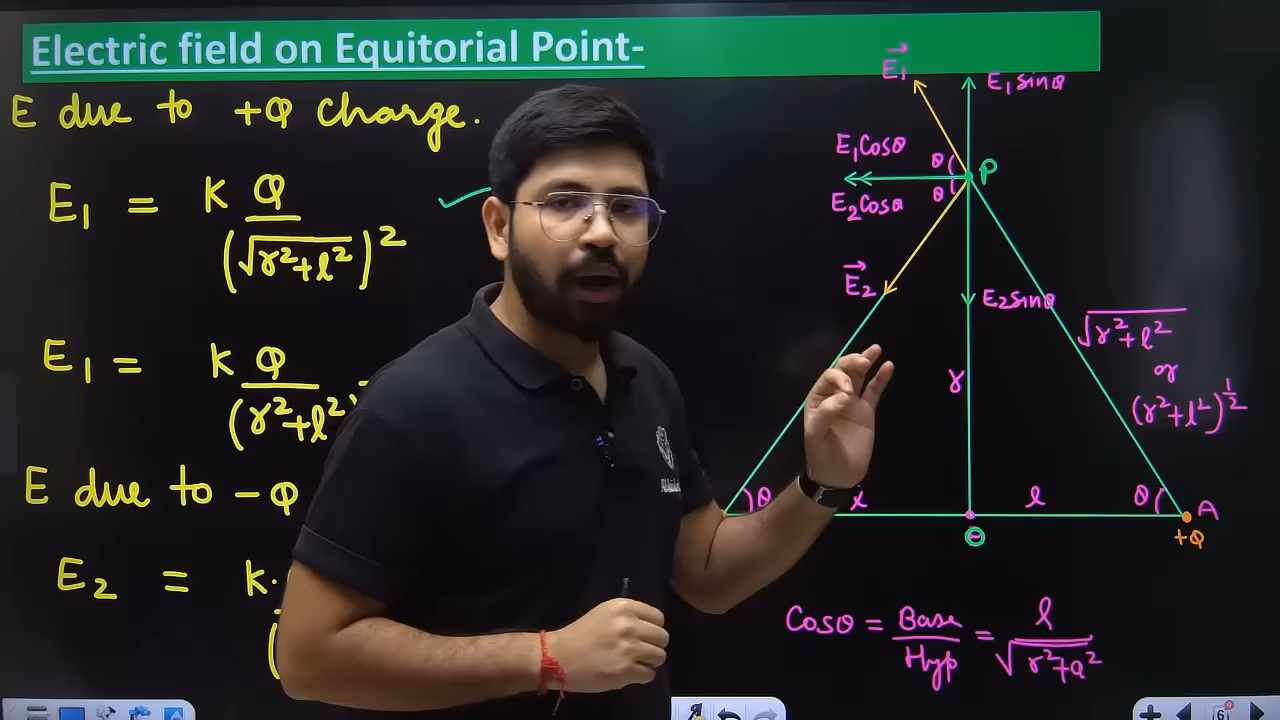 Electric field on Equitorial Point-
E due to +Q charge.
E₁ = K Q / (√r²+l²)²
E₁ = K Q / (r²+l²
E due to -Q
E₂ = K.
E₁→
E₁ sinθ
E₁ Cosθ
θ
P
E₂ Cosθ
θ
E₂→
E₂ sinθ
√r²+l²
or
(r²+l²)^1/2
r
θ
l
l
θ
A
O
+Q
Cosθ = Base / Hyp = l / √r²+a²
6